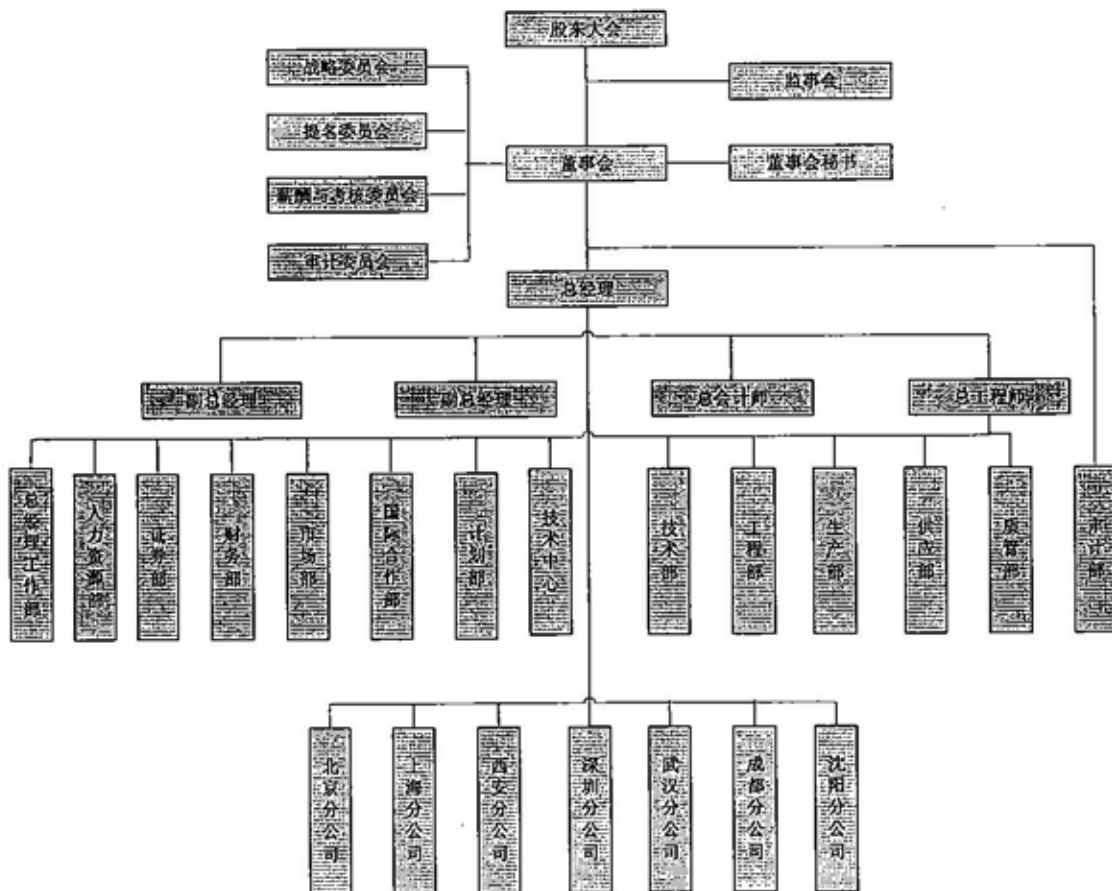 股东大会
战略委员会
监事会
提名委员会
董事会
董事会秘书
薪酬与考核委员会
审计委员会
总经理
副总经理
副总经理
总会计师
总工程师
总经理工作部
人力资源部
证券部
财务部
市场部
国际合作部
计划部
技术中心
技术部
工程部
生产部
供应部
质管部
审计部
北京分公司
上海分公司
西安分公司
深圳分公司
武汉分公司
成都分公司
沈阳分公司